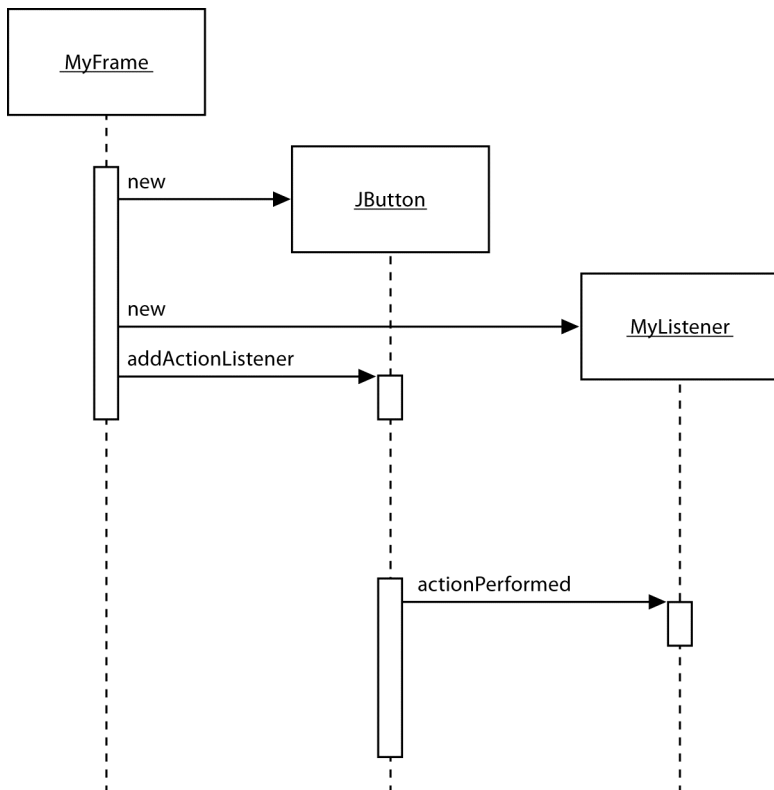 MyFrame
new
JButton
new
MyListener
addActionListener
actionPerformed